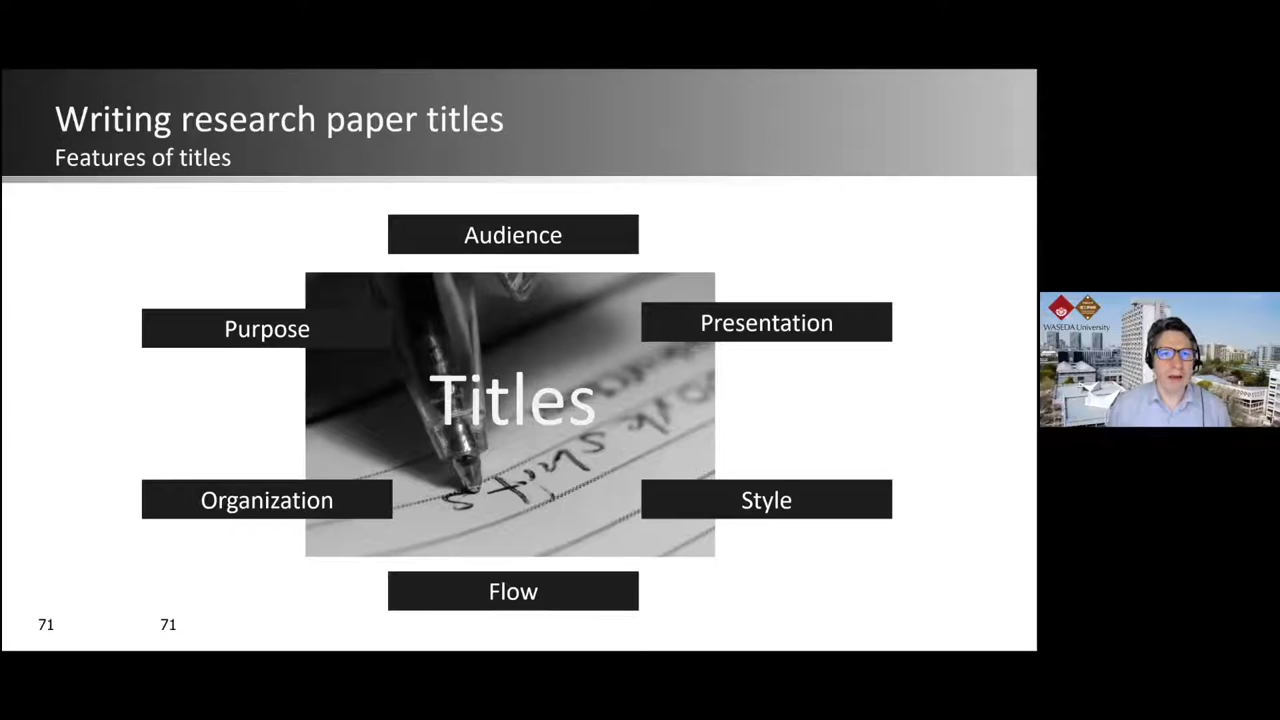 Writing research paper titles
Features of titles
Audience
Purpose
Presentation
Titles
Organization
Style
Flow
71
71
WASEDA University